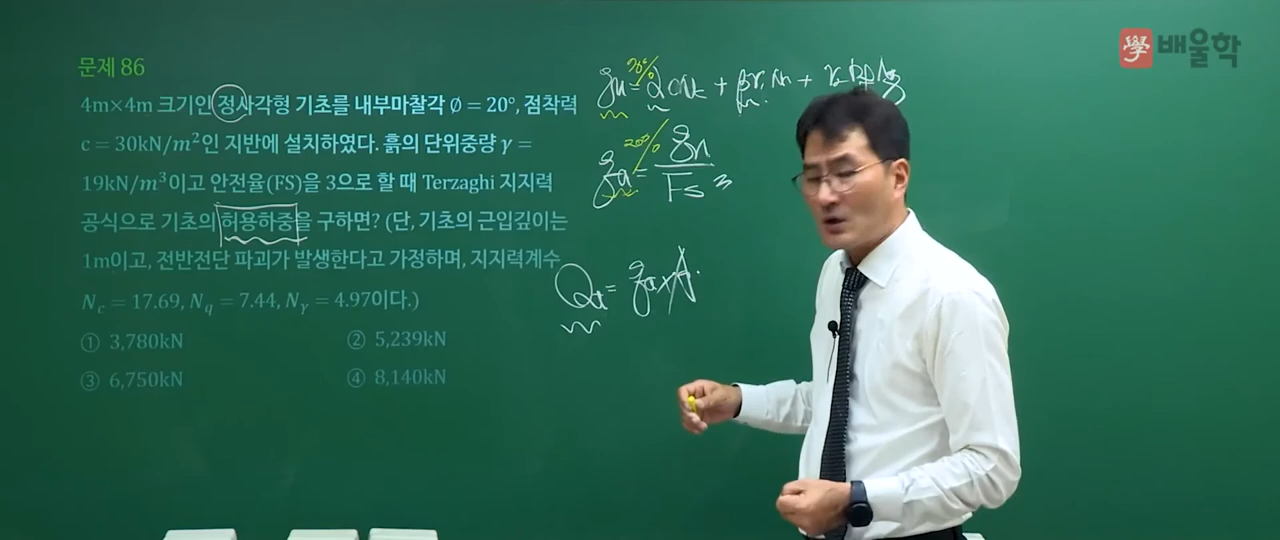 學 배울학
문제 86
4m×4m 크기인 정사각형 기초를 내부마찰각 Ø = 20°, 점착력
c = 30kN/m²인 지반에 설치하였다. 흙의 단위중량 γ =
19kN/m³이고 안전율(FS)을 3으로 할 때 Terzaghi 지지력
공식으로 기초의 허용하중을 구하면? (단, 기초의 근입깊이는
1m이고, 전반전단 파괴가 발생한다고 가정하며, 지지력계수
N_c = 17.69, N_q = 7.44, N_γ = 4.97이다.)
① 3,780kN ② 5,239kN
③ 6,750kN ④ 8,140kN
qa = qu / Fs 3
Qa = qa × A